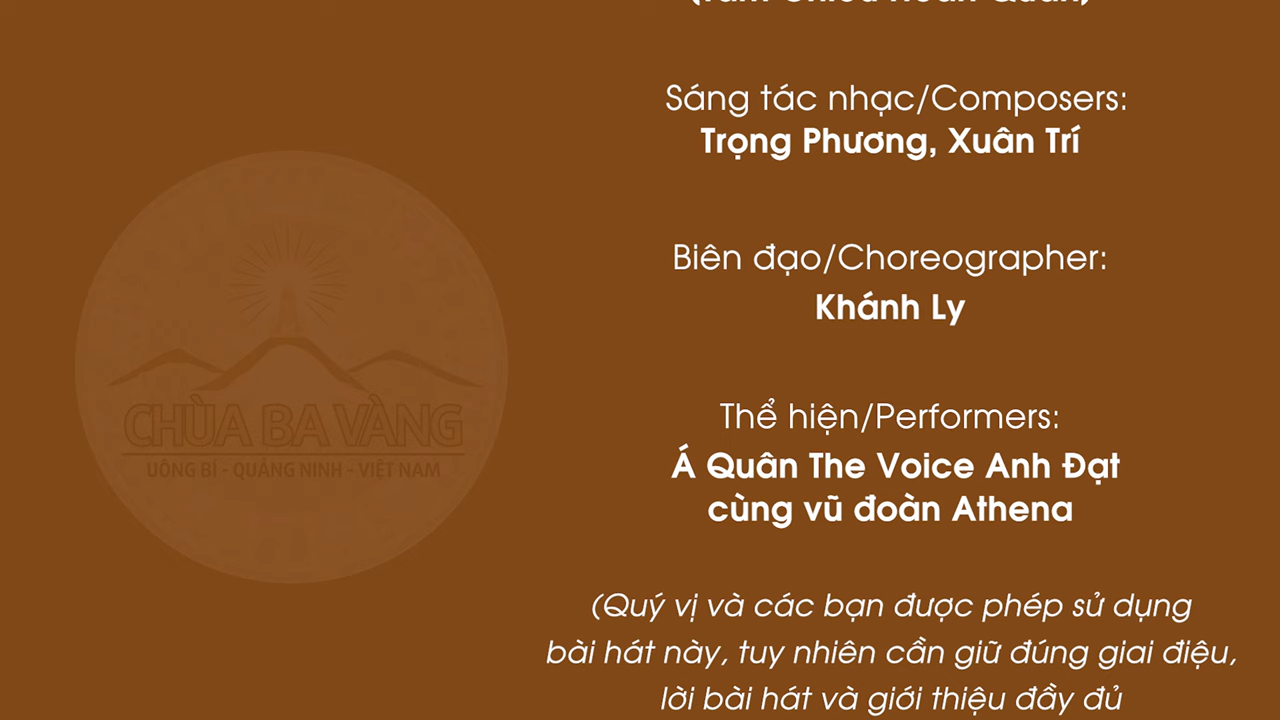 Sáng tác nhạc/Composers:
Trọng Phương, Xuân Trí
Biên đạo/Choreographer:
Khánh Ly
Thể hiện/Performers:
Á Quân The Voice Anh Đạt
cùng vũ đoàn Athena
(Quý vị và các bạn được phép sử dụng
bài hát này, tuy nhiên cần giữ đúng giai điệu,
lời bài hát và giới thiệu đầy đủ
CHÙA BA VÀNG
UÔNG BÍ - QUẢNG NINH - VIỆT NAM